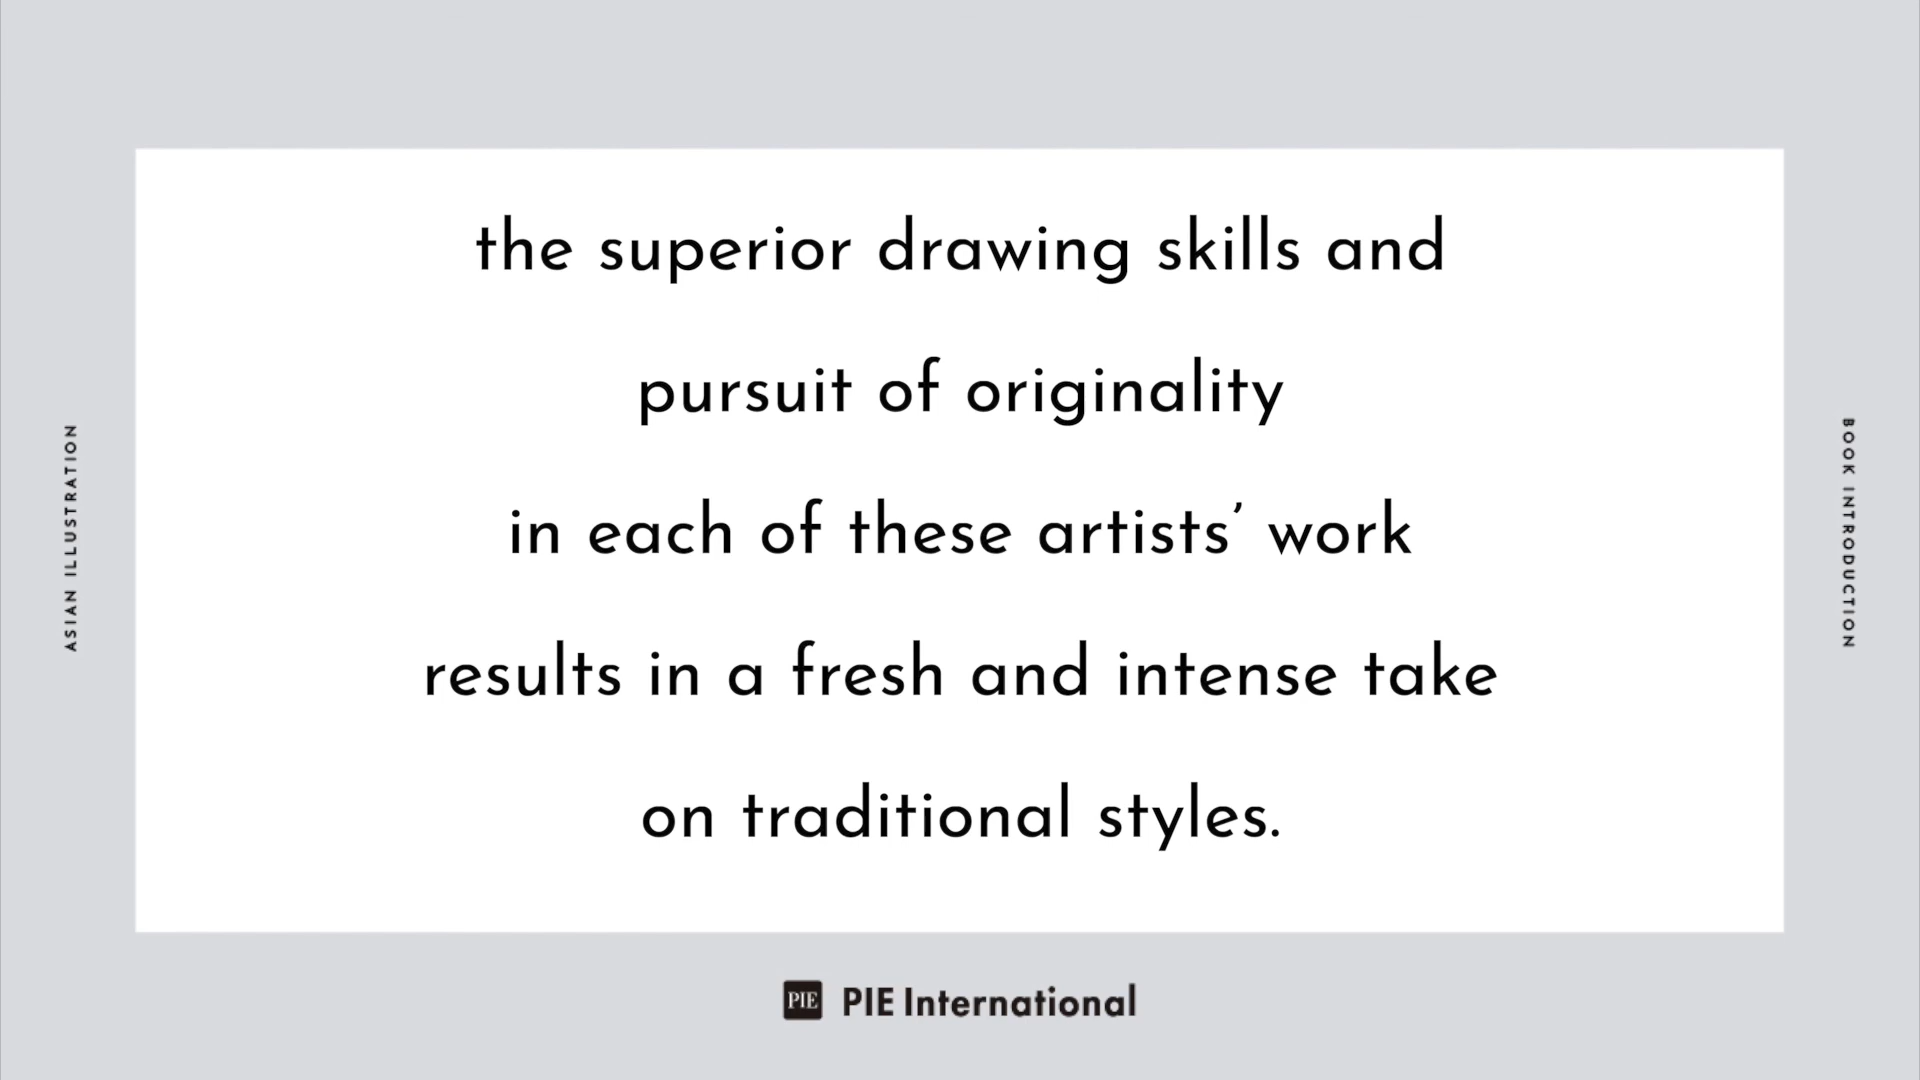 the superior drawing skills and
pursuit of originality
in each of these artists’ work
results in a fresh and intense take
on traditional styles.
ASIAN ILLUSTRATION
BOOK INTRODUCTION
PIE PIE International